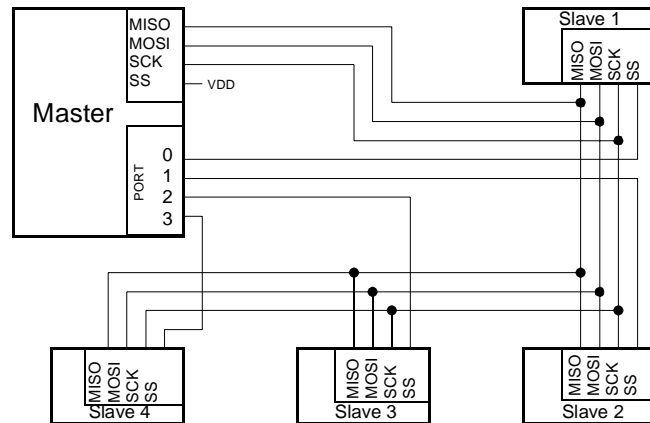 MISO
MOSI
SCK
SS
VDD
Master
PORT
0
1
2
3
Slave 1
MISO
MOSI
SCK
SS
MISO
MOSI
SCK
SS
Slave 4
MISO
MOSI
SCK
SS
Slave 3
MISO
MOSI
SCK
SS
Slave 2